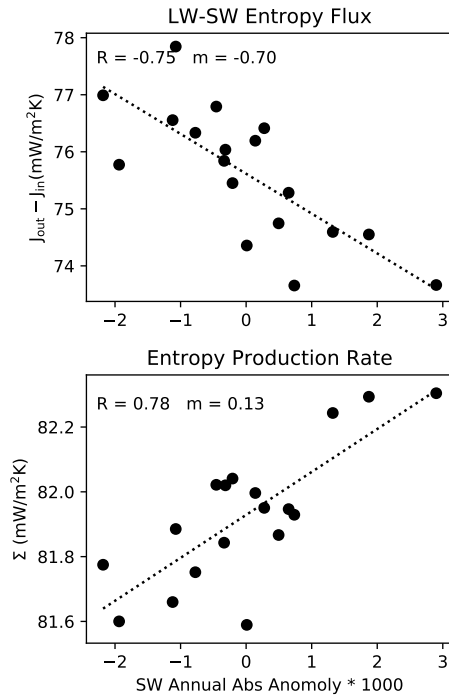 LW-SW Entropy Flux
R = -0.75 m = -0.70
J_out − J_in(mW/m²K)
78
77
76
75
74
−2 −1 0 1 2 3
Entropy Production Rate
R = 0.78 m = 0.13
Σ (mW/m²K)
82.2
82.0
81.8
81.6
−2 −1 0 1 2 3
SW Annual Abs Anomoly * 1000